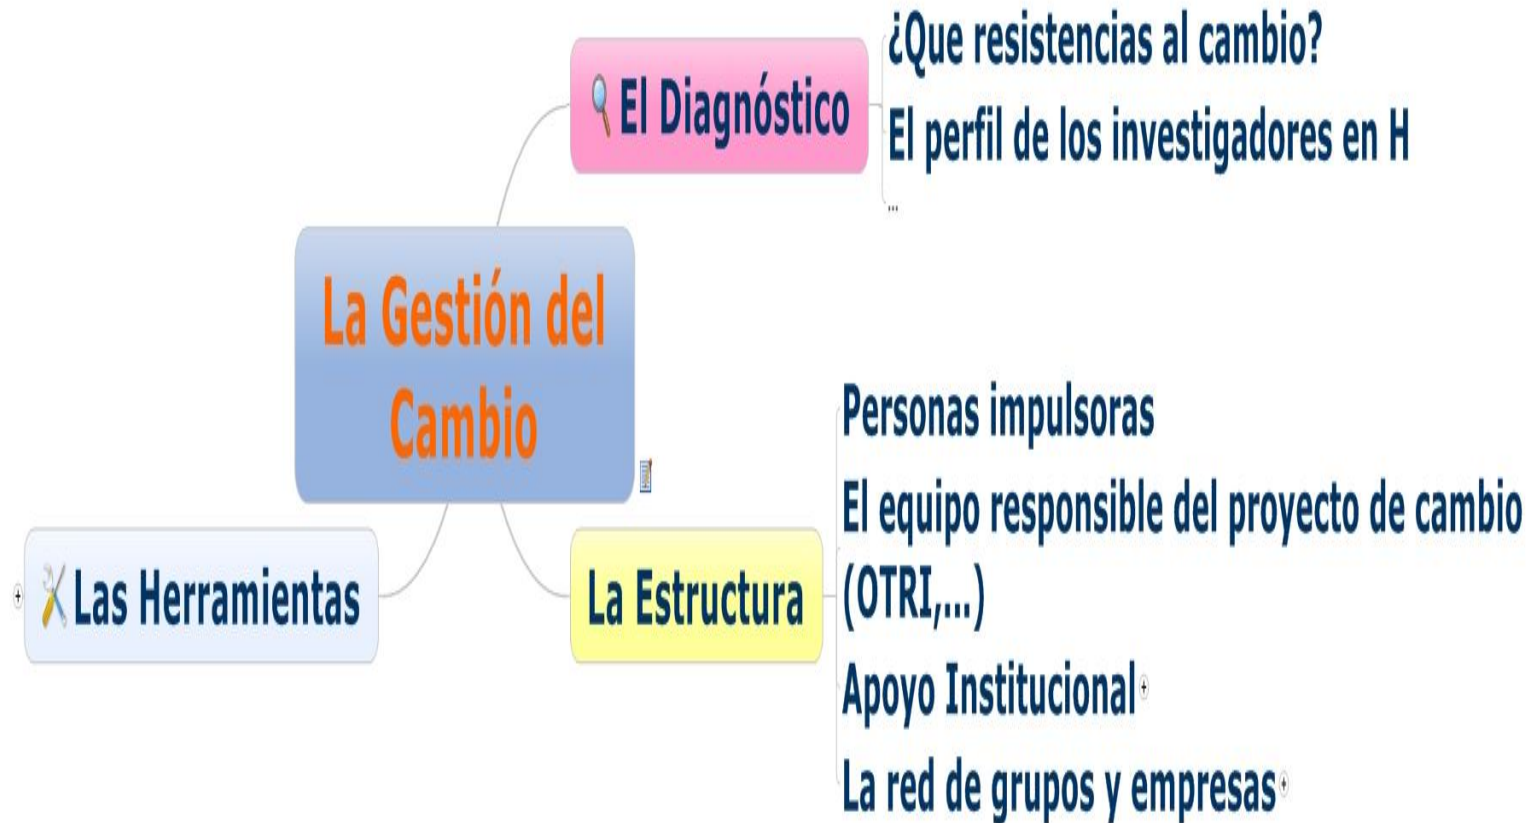 El Diagnóstico
¿Que resistencias al cambio?
El perfil de los investigadores en H
...
La Gestión del
Cambio
Las Herramientas
La Estructura
Personas impulsoras
El equipo responsible del proyecto de cambio
(OTRI,...)
Apoyo Institucional
La red de grupos y empresas